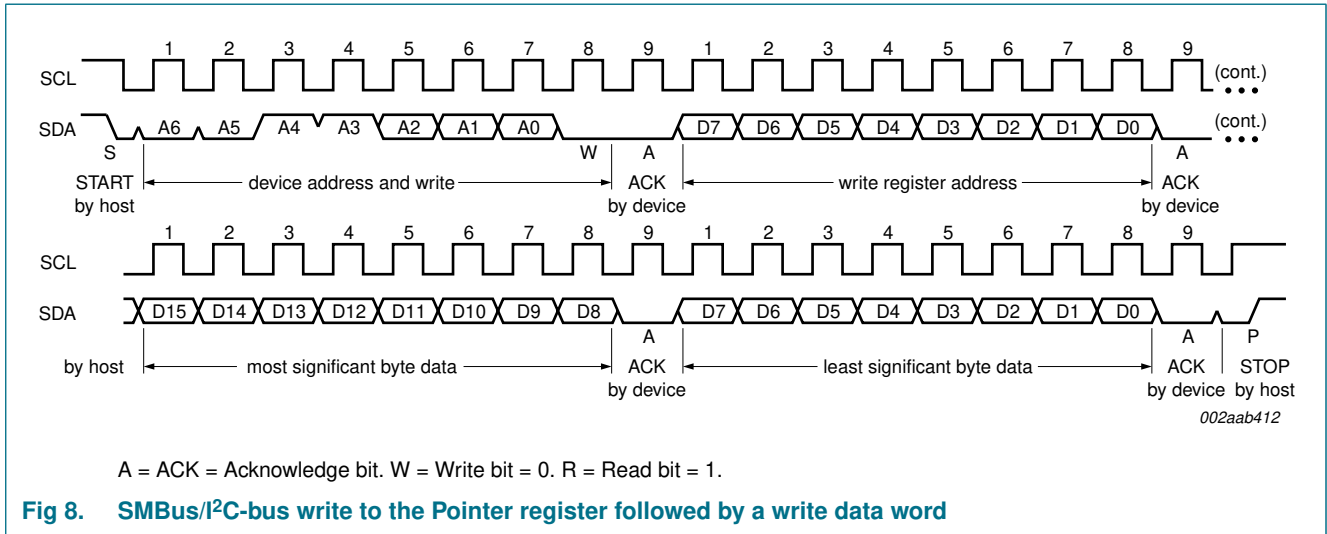 1 2 3 4 5 6 7 8 9 1 2 3 4 5 6 7 8 9
SCL (cont.)
SDA A6 A5 A4 A3 A2 A1 A0 D7 D6 D5 D4 D3 D2 D1 D0 (cont.)
S W A A
START device address and write ACK write register address ACK
by host by device by device
1 2 3 4 5 6 7 8 9 1 2 3 4 5 6 7 8 9
SCL
SDA D15 D14 D13 D12 D11 D10 D9 D8 D7 D6 D5 D4 D3 D2 D1 D0
A A P
by host most significant byte data ACK least significant byte data ACK STOP
by device by device by host
002aab412
A = ACK = Acknowledge bit. W = Write bit = 0. R = Read bit = 1.
Fig 8. SMBus/I²C-bus write to the Pointer register followed by a write data word